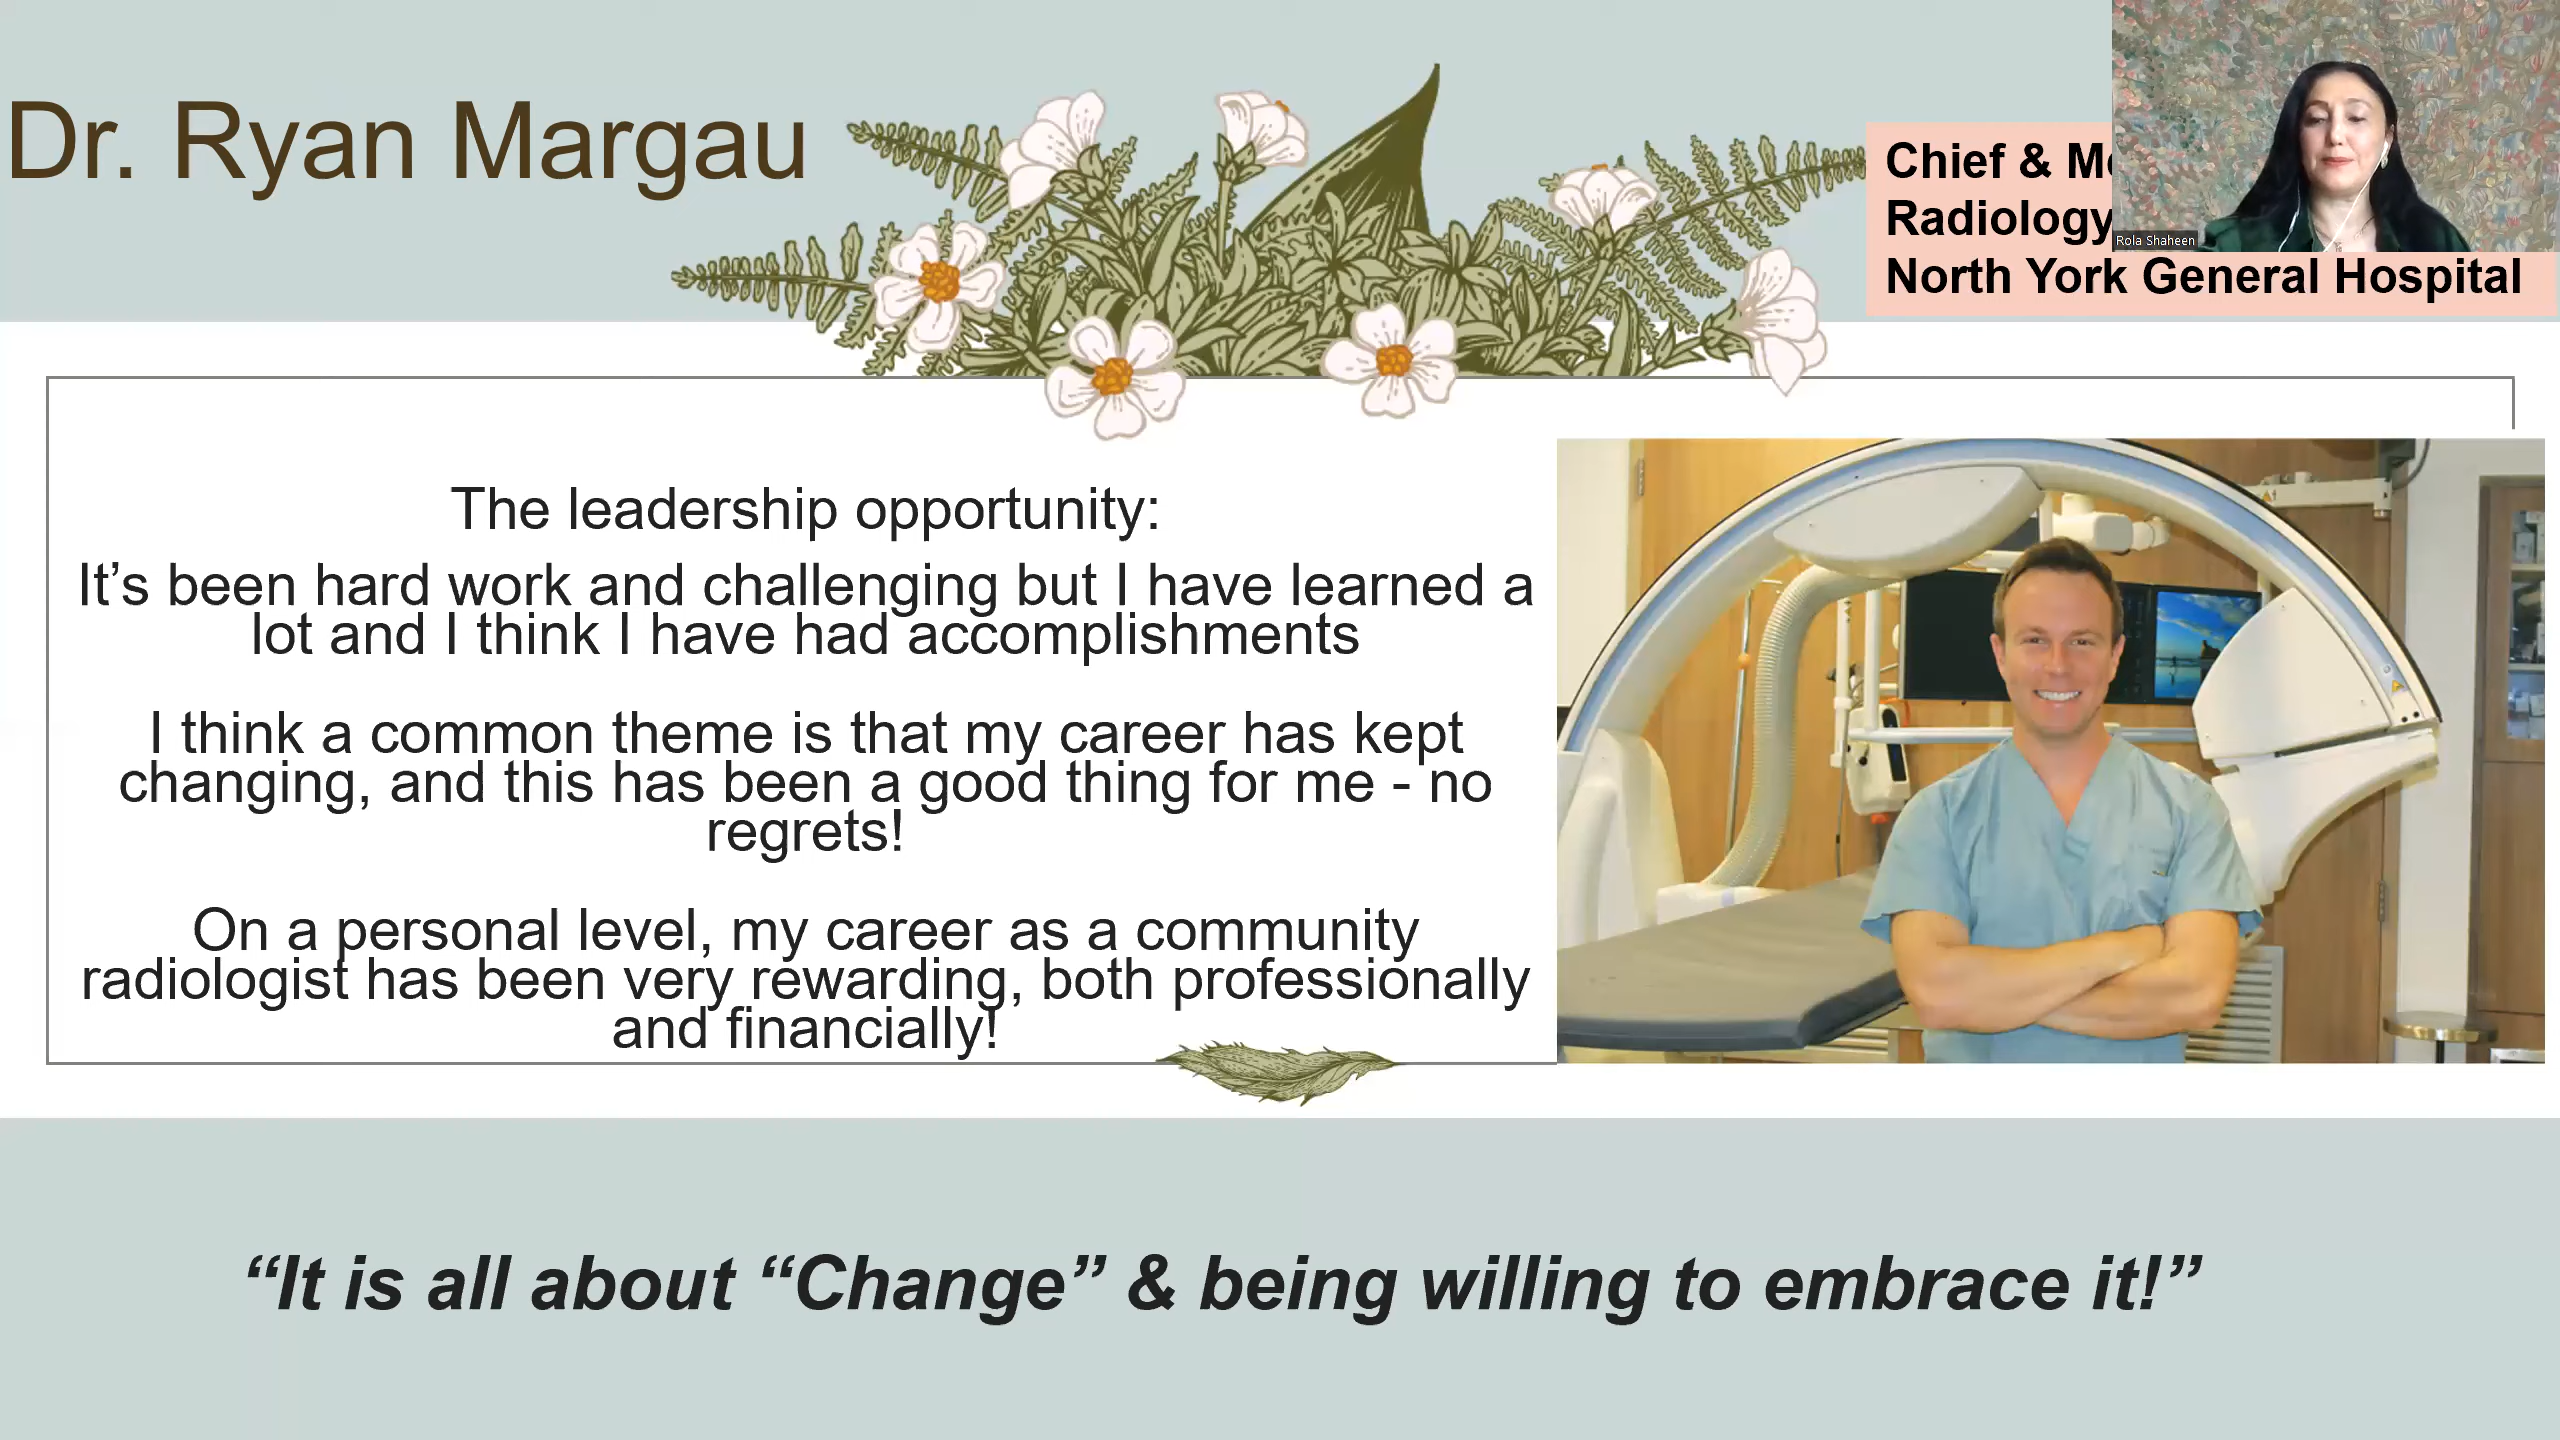 Dr. Ryan Margau
Chief &
Radiology
North York General Hospital
Rola Shaheen
The leadership opportunity:
It’s been hard work and challenging but I have learned a
lot and I think I have had accomplishments
I think a common theme is that my career has kept
changing, and this has been a good thing for me - no
regrets!
On a personal level, my career as a community
radiologist has been very rewarding, both professionally
and financially!
“It is all about “Change” & being willing to embrace it!”